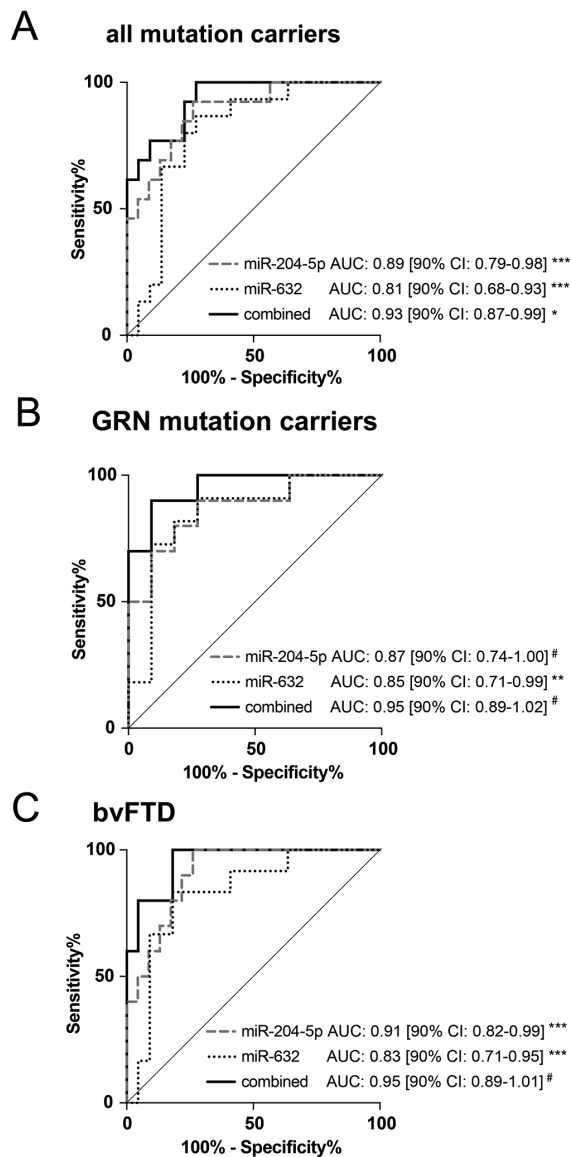 A
all mutation carriers
100
50
0
Sensitivity%
miR-204-5p AUC: 0.89 [90% CI: 0.79-0.98] ***
miR-632 AUC: 0.81 [90% CI: 0.68-0.93] ***
combined AUC: 0.93 [90% CI: 0.87-0.99] *
0 50 100
100% - Specificity%
B
GRN mutation carriers
100
50
0
Sensitivity%
miR-204-5p AUC: 0.87 [90% CI: 0.74-1.00] #
miR-632 AUC: 0.85 [90% CI: 0.71-0.99] **
combined AUC: 0.95 [90% CI: 0.89-1.02] #
0 50 100
100% - Specificity%
C
bvFTD
100
50
0
Sensitivity%
miR-204-5p AUC: 0.91 [90% CI: 0.82-0.99] ***
miR-632 AUC: 0.83 [90% CI: 0.71-0.95] ***
combined AUC: 0.95 [90% CI: 0.89-1.01] #
0 50 100
100% - Specificity%